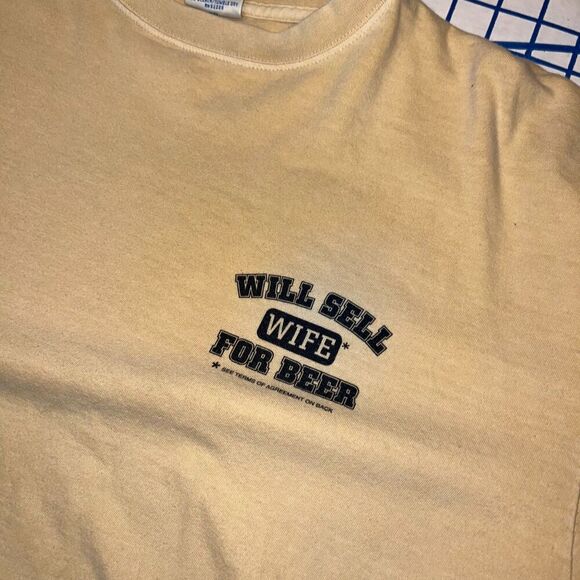 WILL SELL
WIFE *
FOR BEER
* SEE TERMS OF AGREEMENT ON BACK